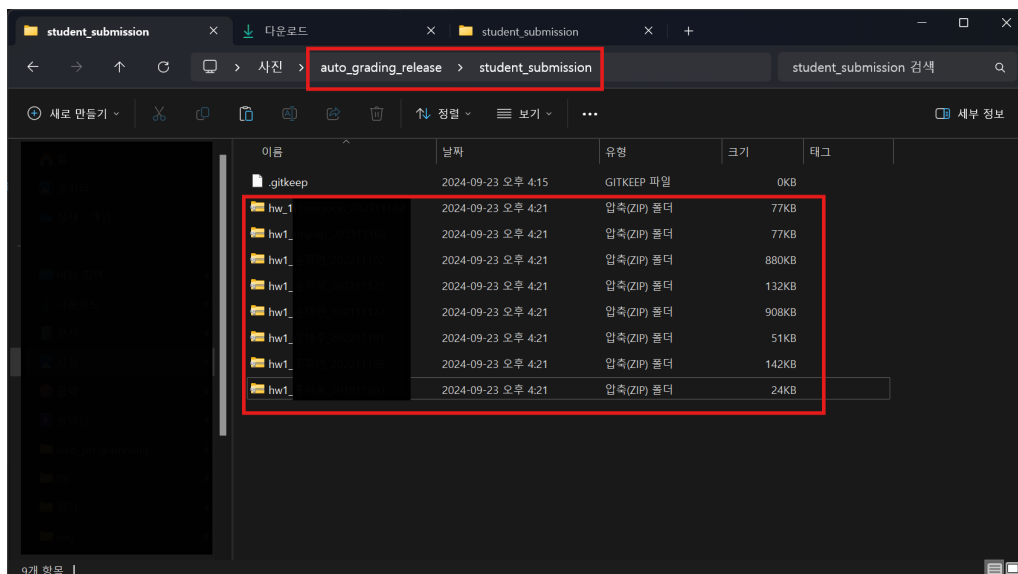 student_submission
다운로드
student_submission
사진 > auto_grading_release > student_submission
student_submission 검색
새로 만들기
정렬
보기
세부 정보
이름 날짜 유형 크기 태그
.gitkeep 2024-09-23 오후 4:15 GITKEEP 파일 0KB
hw_1 2024-09-23 오후 4:21 압축(ZIP) 폴더 77KB
hw1_ 2024-09-23 오후 4:21 압축(ZIP) 폴더 77KB
hw1_ 2024-09-23 오후 4:21 압축(ZIP) 폴더 880KB
hw1_ 2024-09-23 오후 4:21 압축(ZIP) 폴더 132KB
hw1_ 2024-09-23 오후 4:21 압축(ZIP) 폴더 908KB
hw1_ 2024-09-23 오후 4:21 압축(ZIP) 폴더 51KB
hw1_ 2024-09-23 오후 4:21 압축(ZIP) 폴더 142KB
hw1_ 2024-09-23 오후 4:21 압축(ZIP) 폴더 24KB
9개 항목